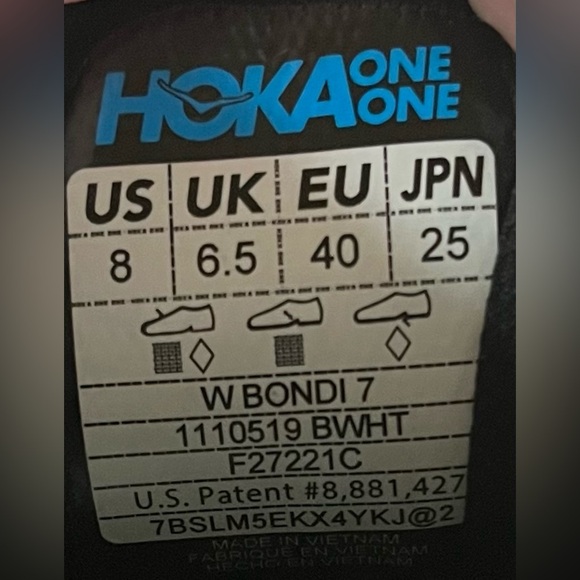 HOKA ONE ONE
US UK EU JPN
8 6.5 40 25
W BONDI 7
1110519 BWHT
F27221C
U.S. Patent #8,881,427
7BSLM5EKX4YKJ@2
MADE IN VIETNAM
FABRIQUÉ EN VIETNAM
HECHO EN VIETNAM